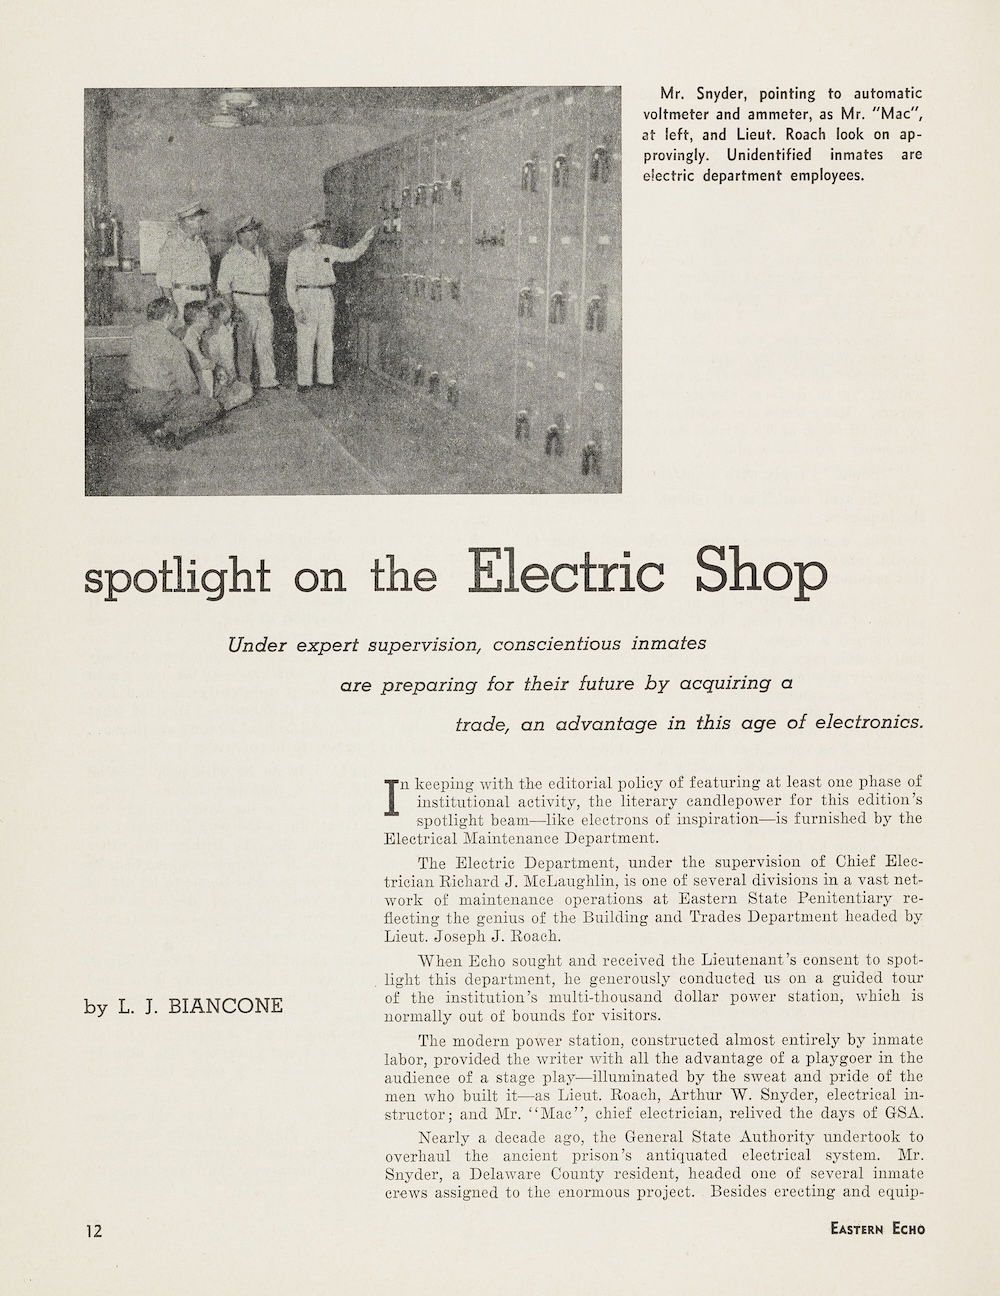 Mr. Snyder, pointing to automatic
voltmeter and ammeter, as Mr. "Mac",
at left, and Lieut. Roach look on ap-
provingly. Unidentified inmates are
electric department employees.
spotlight on the Electric Shop
Under expert supervision, conscientious inmates
are preparing for their future by acquiring a
trade, an advantage in this age of electronics.
by L. J. BIANCONE
In keeping with the editorial policy of featuring at least one phase of
institutional activity, the literary candlepower for this edition's
spotlight beam—like electrons of inspiration—is furnished by the
Electrical Maintenance Department.
The Electric Department, under the supervision of Chief Elec-
trician Richard J. McLaughlin, is one of several divisions in a vast net-
work of maintenance operations at Eastern State Penitentiary re-
flecting the genius of the Building and Trades Department headed by
Lieut. Joseph J. Roach.
When Echo sought and received the Lieutenant's consent to spot-
light this department, he generously conducted us on a guided tour
of the institution's multi-thousand dollar power station, which is
normally out of bounds for visitors.
The modern power station, constructed almost entirely by inmate
labor, provided the writer with all the advantage of a playgoer in the
audience of a stage play—illuminated by the sweat and pride of the
men who built it—as Lieut. Roach, Arthur W. Snyder, electrical in-
structor; and Mr. "Mac", chief electrician, relived the days of GSA.
Nearly a decade ago, the General State Authority undertook to
overhaul the ancient prison's antiquated electrical system. Mr.
Snyder, a Delaware County resident, headed one of several inmate
crews assigned to the enormous project. Besides erecting and equip-
12
EASTERN ECHO